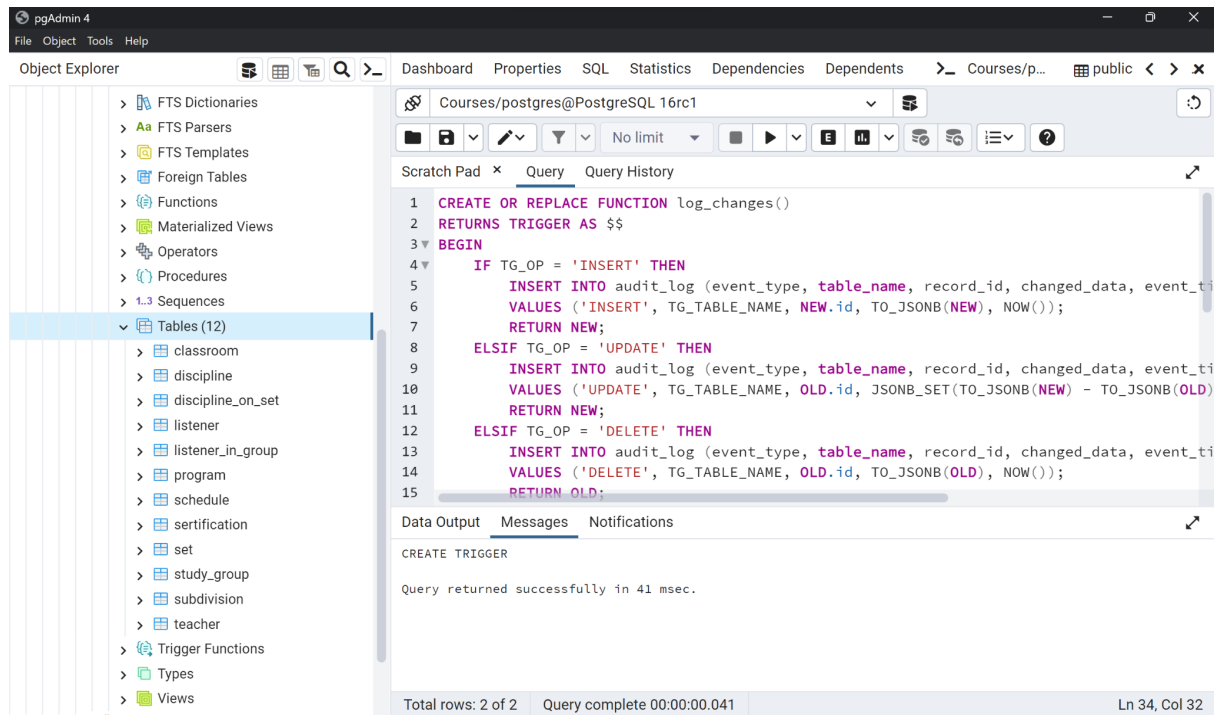 pgAdmin 4
File Object Tools Help
Object Explorer
FTS Dictionaries
Aa FTS Parsers
FTS Templates
Foreign Tables
Functions
Materialized Views
Operators
Procedures
1..3 Sequences
Tables (12)
classroom
discipline
discipline_on_set
listener
listener_in_group
program
schedule
sertification
set
study_group
subdivision
teacher
Trigger Functions
Types
Views
Dashboard Properties SQL Statistics Dependencies Dependents Courses/p... public
Courses/postgres@PostgreSQL 16rc1
No limit E
Scratch Pad Query Query History
1 CREATE OR REPLACE FUNCTION log_changes()
2 RETURNS TRIGGER AS $$
3 BEGIN
4 IF TG_OP = 'INSERT' THEN
5 INSERT INTO audit_log (event_type, table_name, record_id, changed_data, event_ti
6 VALUES ('INSERT', TG_TABLE_NAME, NEW.id, TO_JSONB(NEW), NOW());
7 RETURN NEW;
8 ELSIF TG_OP = 'UPDATE' THEN
9 INSERT INTO audit_log (event_type, table_name, record_id, changed_data, event_ti
10 VALUES ('UPDATE', TG_TABLE_NAME, OLD.id, JSONB_SET(TO_JSONB(NEW) - TO_JSONB(OLD)
11 RETURN NEW;
12 ELSIF TG_OP = 'DELETE' THEN
13 INSERT INTO audit_log (event_type, table_name, record_id, changed_data, event_ti
14 VALUES ('DELETE', TG_TABLE_NAME, OLD.id, TO_JSONB(OLD), NOW());
15 RETURN OLD;
Data Output Messages Notifications
CREATE TRIGGER
Query returned successfully in 41 msec.
Total rows: 2 of 2 Query complete 00:00:00.041 Ln 34, Col 32